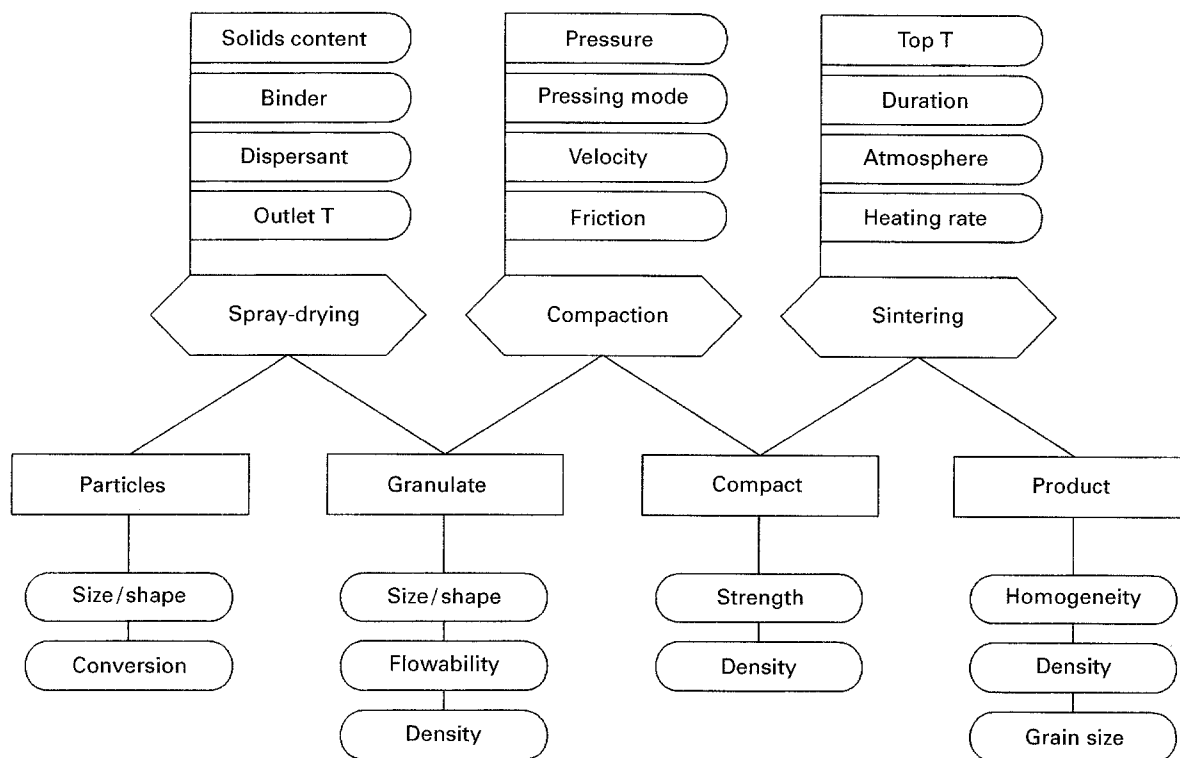 Solids content
Binder
Dispersant
Outlet T
Spray-drying
Pressure
Pressing mode
Velocity
Friction
Compaction
Top T
Duration
Atmosphere
Heating rate
Sintering
Particles
Size/shape
Conversion
Granulate
Size/shape
Flowability
Density
Compact
Strength
Density
Product
Homogeneity
Density
Grain size